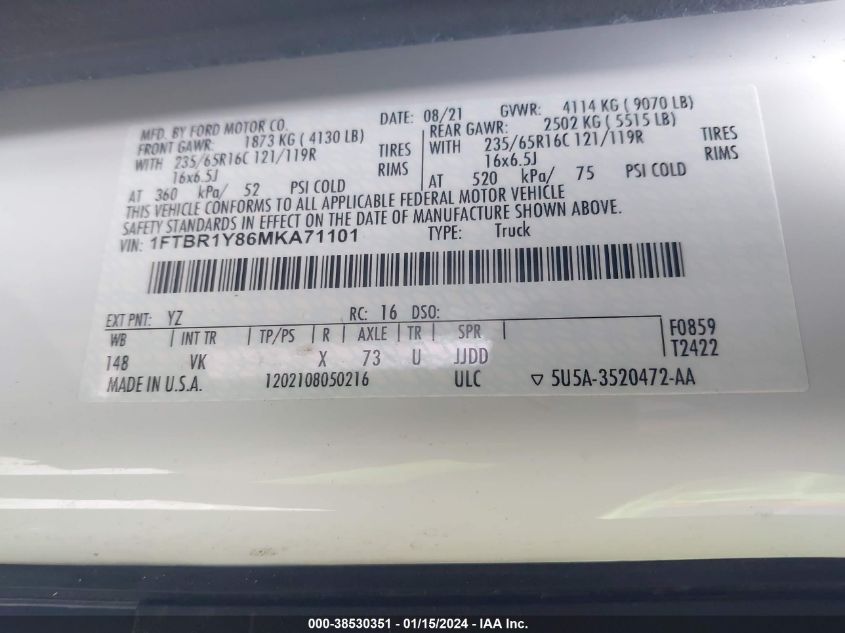 MFD. BY FORD MOTOR CO. DATE: 08/21 GVWR: 4114 KG ( 9070 LB)
FRONT GAWR: 1873 KG ( 4130 LB) REAR GAWR: 2502 KG ( 5515 LB)
WITH 235/65R16C 121/119R TIRES WITH 235/65R16C 121/119R TIRES
16x6.5J RIMS 16x6.5J RIMS
AT 360 kPa/ 52 PSI COLD AT 520 kPa/ 75 PSI COLD
THIS VEHICLE CONFORMS TO ALL APPLICABLE FEDERAL MOTOR VEHICLE
SAFETY STANDARDS IN EFFECT ON THE DATE OF MANUFACTURE SHOWN ABOVE.
VIN: 1FTBR1Y86MKA71101 TYPE: Truck
EXT PNT: YZ RC: 16 DSO:
WB INT TR TP/PS R AXLE TR SPR F0859
148 VK X 73 U JJDD T2422
MADE IN U.S.A. 1202108050216 ULC ▽ 5U5A-3520472-AA
000-38530351 - 01/15/2024 - IAAI, Inc.